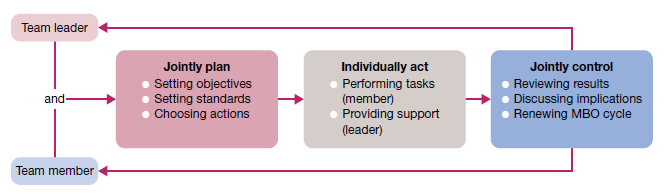 Team leader
and
Team member
Jointly plan
Setting objectives
Setting standards
Choosing actions
Individually act
Performing tasks
(member)
Providing support
(leader)
Jointly control
Reviewing results
Discussing implications
Renewing MBO cycle